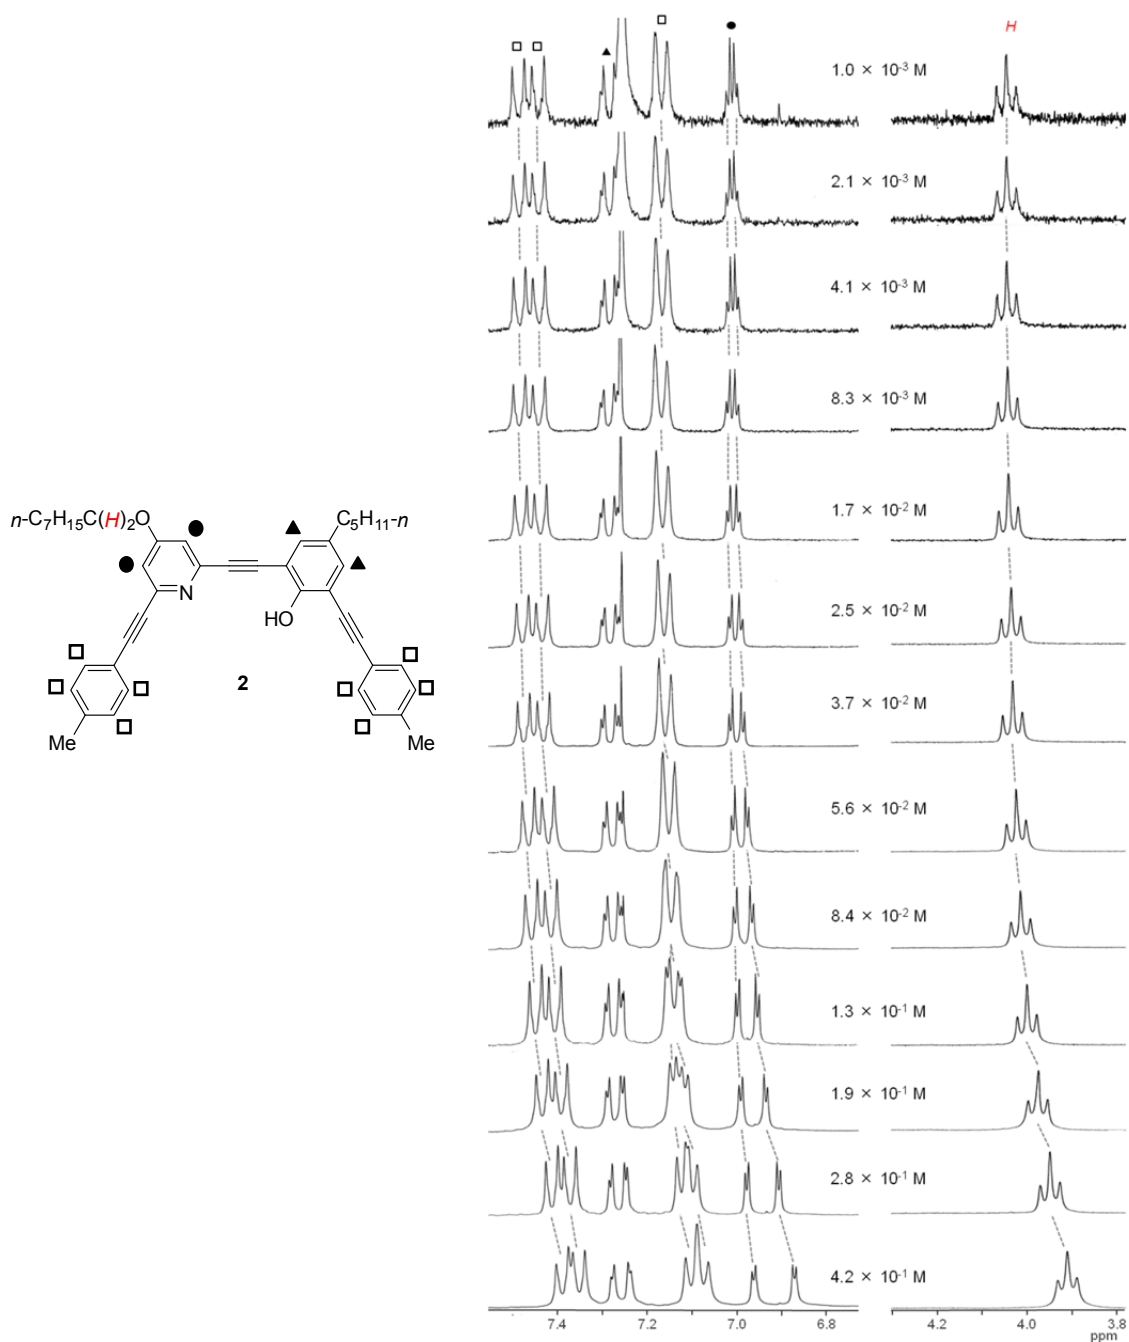 H
1.0 × 10⁻³ M
2.1 × 10⁻³ M
4.1 × 10⁻³ M
8.3 × 10⁻³ M
1.7 × 10⁻² M
2.5 × 10⁻² M
3.7 × 10⁻² M
5.6 × 10⁻² M
8.4 × 10⁻² M
1.3 × 10⁻¹ M
1.9 × 10⁻¹ M
2.8 × 10⁻¹ M
4.2 × 10⁻¹ M
n-C₇H₁₅C(H)₂O
C₅H₁₁-n
N
HO
2
Me
Me
7.4 7.2 7.0 6.8 4.2 4.0 3.8
ppm